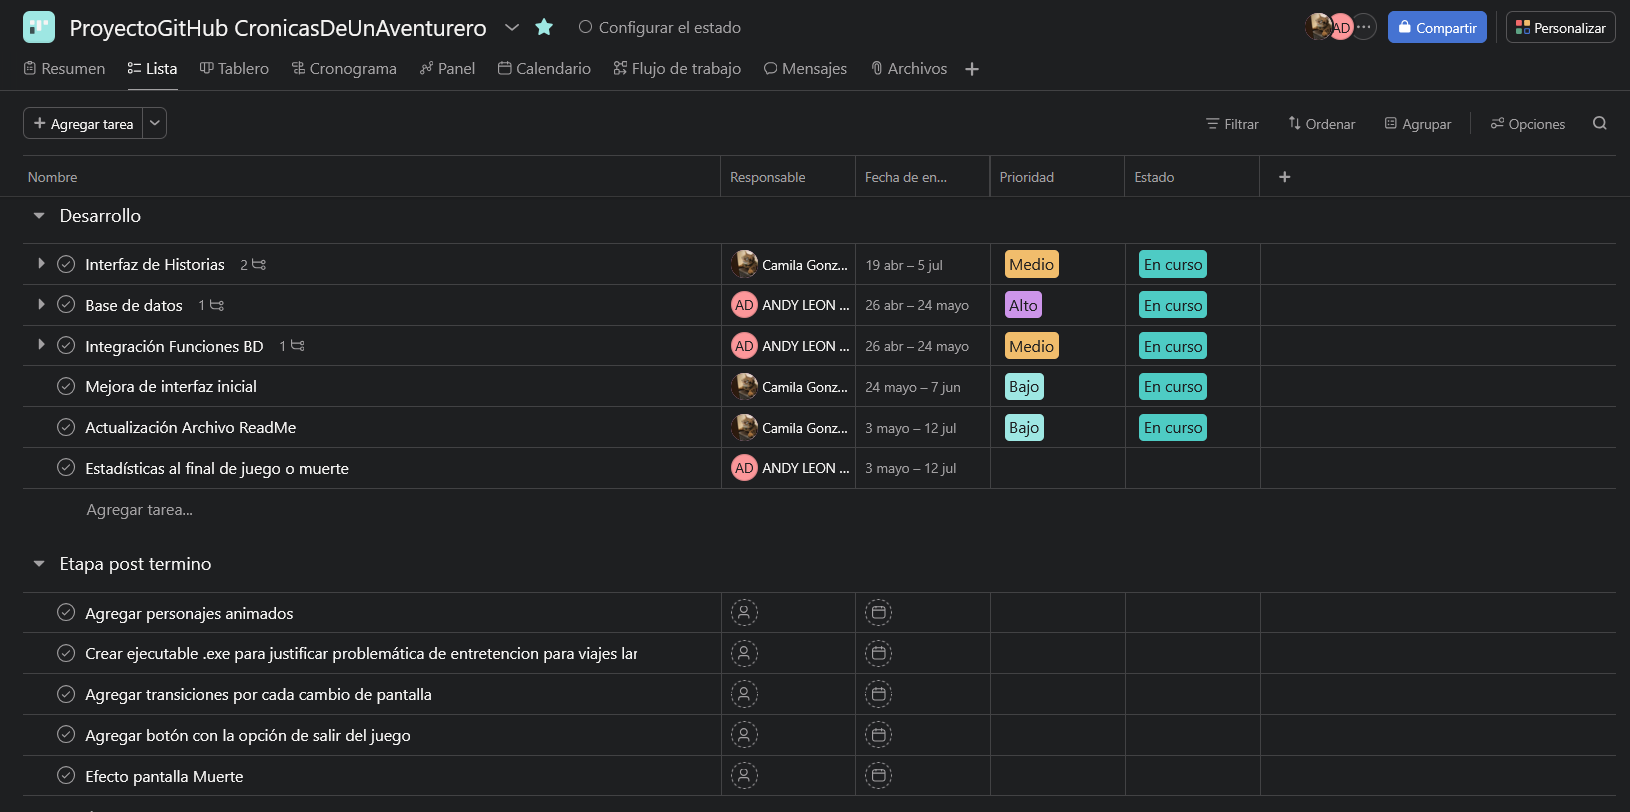 ProyectoGitHub CronicasDeUnAventurero Configurar el estado AD Compartir Personalizar
Resumen Lista Tablero Cronograma Panel Calendario Flujo de trabajo Mensajes Archivos
Agregar tarea Filtrar Ordenar Agrupar Opciones
Nombre Responsable Fecha de en... Prioridad Estado
Desarrollo
Interfaz de Historias 2 Camila Gonz... 19 abr – 5 jul Medio En curso
Base de datos 1 AD ANDY LEON ... 26 abr – 24 mayo Alto En curso
Integración Funciones BD 1 AD ANDY LEON ... 26 abr – 24 mayo Medio En curso
Mejora de interfaz inicial Camila Gonz... 24 mayo – 7 jun Bajo En curso
Actualización Archivo ReadMe Camila Gonz... 3 mayo – 12 jul Bajo En curso
Estadísticas al final de juego o muerte AD ANDY LEON ... 3 mayo – 12 jul
Agregar tarea...
Etapa post termino
Agregar personajes animados
Crear ejecutable .exe para justificar problemática de entretencion para viajes lar
Agregar transiciones por cada cambio de pantalla
Agregar botón con la opción de salir del juego
Efecto pantalla Muerte